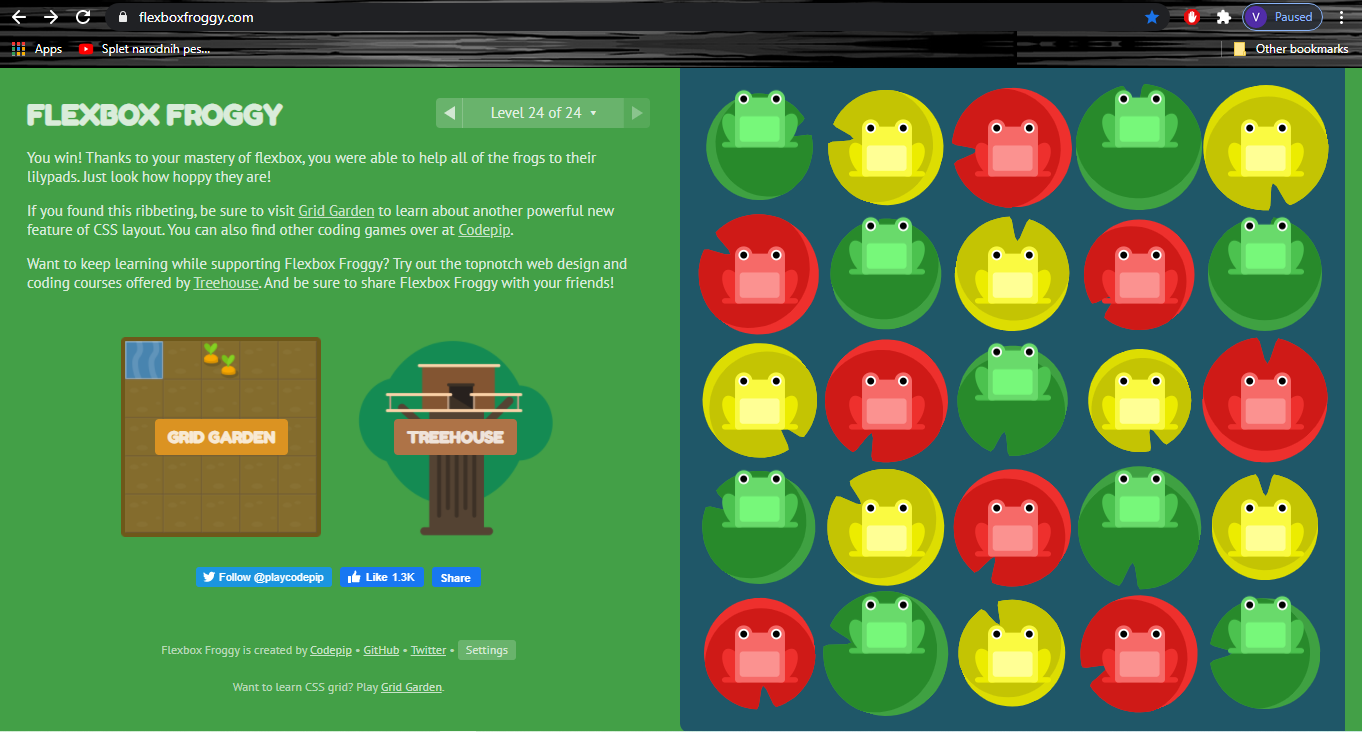 flexboxfroggy.com
V Paused
Apps Splet narodnih pes... Other bookmarks
FLEXBOX FROGGY
Level 24 of 24
You win! Thanks to your mastery of flexbox, you were able to help all of the frogs to their
lilypads. Just look how hoppy they are!
If you found this ribbeting, be sure to visit Grid Garden to learn about another powerful new
feature of CSS layout. You can also find other coding games over at Codepip.
Want to keep learning while supporting Flexbox Froggy? Try out the topnotch web design and
coding courses offered by Treehouse. And be sure to share Flexbox Froggy with your friends!
GRID GARDEN
TREEHOUSE
Follow @playcodepip Like 1.3K Share
Flexbox Froggy is created by Codepip • GitHub • Twitter • Settings
Want to learn CSS grid? Play Grid Garden.